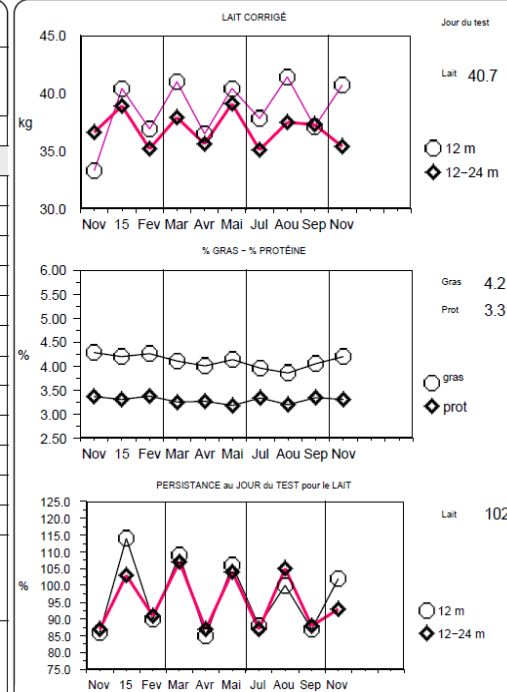 LAIT CORRIGÉ
Jour du test
45.0
Lait 40.7
40.0
kg
35.0
12 m
12-24 m
30.0
Nov 15 Fev Mar Avr Mai Jul Aou Sep Nov
% GRAS - % PROTÉINE
6.00
Gras 4.2
5.50
Prot 3.3
5.00
4.50
%
4.00
gras
3.50
prot
3.00
2.50
Nov 15 Fev Mar Avr Mai Jul Aou Sep Nov
PERSISTANCE au JOUR du TEST pour le LAIT
125.0
Lait 102
120.0
115.0
110.0
105.0
%
100.0
95.0
12 m
90.0
12-24 m
85.0
80.0
75.0
Nov 15 Fev Mar Avr Mai Jul Aou Sep Nov